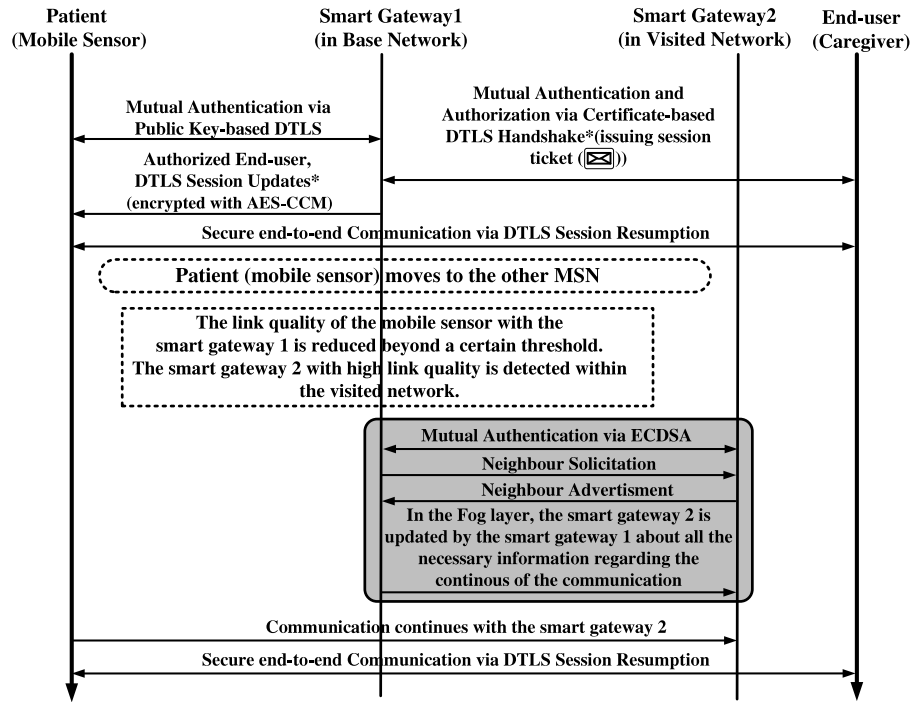 Patient
(Mobile Sensor)
Smart Gateway1
(in Base Network)
Smart Gateway2
(in Visited Network)
End-user
(Caregiver)
Mutual Authentication via
Public Key-based DTLS
Mutual Authentication and
Authorization via Certificate-based
DTLS Handshake*(issuing session
ticket ( ))
Authorized End-user,
DTLS Session Updates*
(encrypted with AES-CCM)
Secure end-to-end Communication via DTLS Session Resumption
Patient (mobile sensor) moves to the other MSN
The link quality of the mobile sensor with the
smart gateway 1 is reduced beyond a certain threshold.
The smart gateway 2 with high link quality is detected within
the visited network.
Mutual Authentication via ECDSA
Neighbour Solicitation
Neighbour Advertisment
In the Fog layer, the smart gateway 2 is
updated by the smart gateway 1 about all the
necessary information regarding the
continous of the communication
Communication continues with the smart gateway 2
Secure end-to-end Communication via DTLS Session Resumption